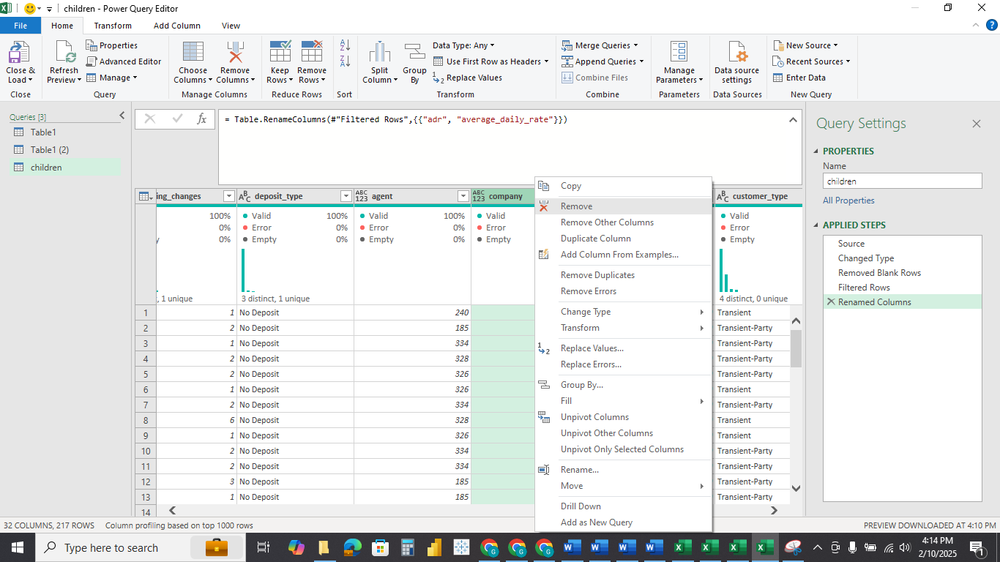 children - Power Query Editor
File Home Transform Add Column View
Close & Load
Refresh Preview
Properties
Advanced Editor
Manage
Choose Columns
Remove Columns
Keep Rows
Remove Rows
Split Column
Group By
Data Type: Any
Use First Row as Headers
Replace Values
Merge Queries
Append Queries
Combine Files
Manage Parameters
Data source settings
New Source
Recent Sources
Enter Data
Close Query Manage Columns Reduce Rows Sort Transform Combine Parameters Data Sources New Query
Queries [3]
Table1
Table1 (2)
children
fx
= Table.RenameColumns(#"Filtered Rows",{{"adr", "average_daily_rate"}})
ing_changes ABC deposit_type ABC 123 agent ABC 123 company ABC customer_type
100% Valid 100% Valid 100% Valid Valid
0% Error 0% Error 0% Error Error
y 0% Empty 0% Empty 0% Empty Empty
, 1 unique 3 distinct, 1 unique 4 distinct, 0 unique
1 1 No Deposit 240 Transient
2 2 No Deposit 185 Transient-Party
3 1 No Deposit 334 Transient-Party
4 2 No Deposit 328 Transient-Party
5 2 No Deposit 326 Transient-Party
6 1 No Deposit 326 Transient
7 2 No Deposit 334 Transient-Party
8 6 No Deposit 328 Transient
9 1 No Deposit 326 Transient
10 2 No Deposit 334 Transient-Party
11 2 No Deposit 334 Transient-Party
12 3 No Deposit 185 Transient-Party
13 1 No Deposit 185 Transient-Party
14
Copy
Remove
Remove Other Columns
Duplicate Column
Add Column From Examples...
Remove Duplicates
Remove Errors
Change Type
Transform
Replace Values...
Replace Errors...
Group By...
Fill
Unpivot Columns
Unpivot Other Columns
Unpivot Only Selected Columns
Rename...
Move
Drill Down
Add as New Query
Query Settings
PROPERTIES
Name
children
All Properties
APPLIED STEPS
Source
Changed Type
Removed Blank Rows
Filtered Rows
Renamed Columns
32 COLUMNS, 217 ROWS Column profiling based on top 1000 rows PREVIEW DOWNLOADED AT 4:10 PM
Type here to search
4:14 PM
2/10/2025
1